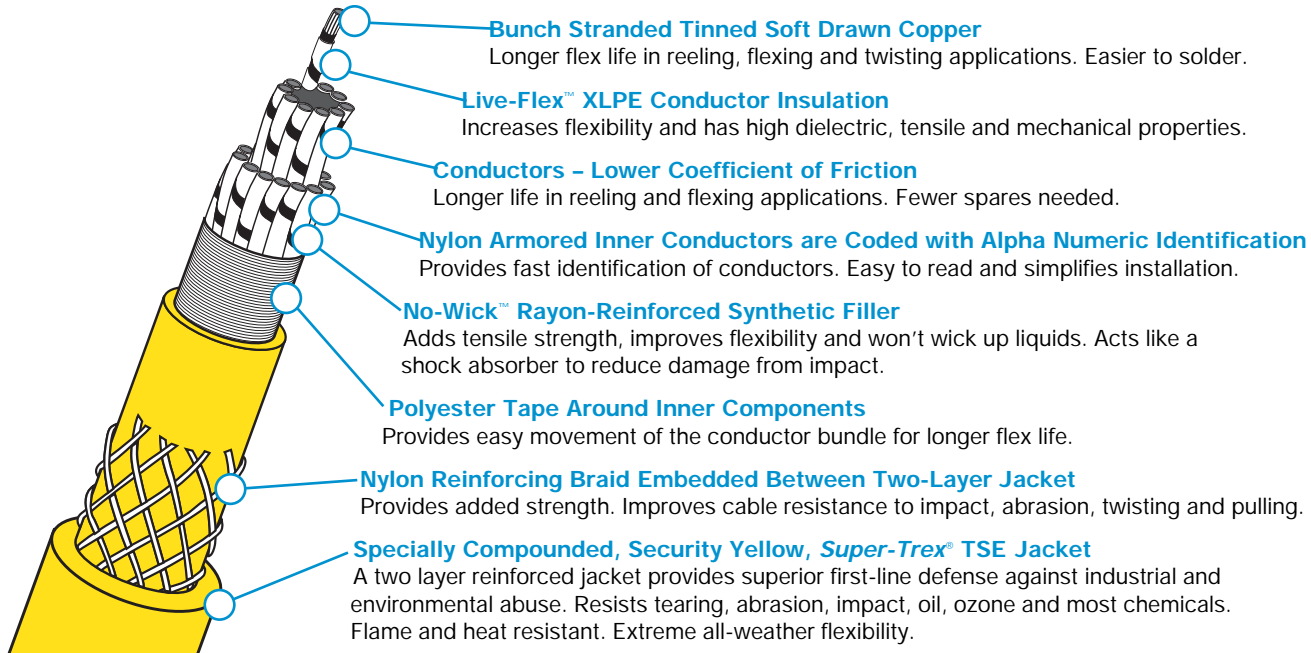 Bunch Stranded Tinned Soft Drawn Copper
Longer flex life in reeling, flexing and twisting applications. Easier to solder.
Live-Flex™ XLPE Conductor Insulation
Increases flexibility and has high dielectric, tensile and mechanical properties.
Conductors – Lower Coefficient of Friction
Longer life in reeling and flexing applications. Fewer spares needed.
Nylon Armored Inner Conductors are Coded with Alpha Numeric Identification
Provides fast identification of conductors. Easy to read and simplifies installation.
No-Wick™ Rayon-Reinforced Synthetic Filler
Adds tensile strength, improves flexibility and won’t wick up liquids. Acts like a
shock absorber to reduce damage from impact.
Polyester Tape Around Inner Components
Provides easy movement of the conductor bundle for longer flex life.
Nylon Reinforcing Braid Embedded Between Two-Layer Jacket
Provides added strength. Improves cable resistance to impact, abrasion, twisting and pulling.
Specially Compounded, Security Yellow, Super-Trex® TSE Jacket
A two layer reinforced jacket provides superior first-line defense against industrial and
environmental abuse. Resists tearing, abrasion, impact, oil, ozone and most chemicals.
Flame and heat resistant. Extreme all-weather flexibility.